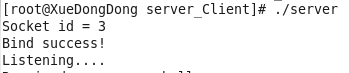 [root@XueDongDong server_Client]# ./server
Socket id = 3
Bind success!
Listening....